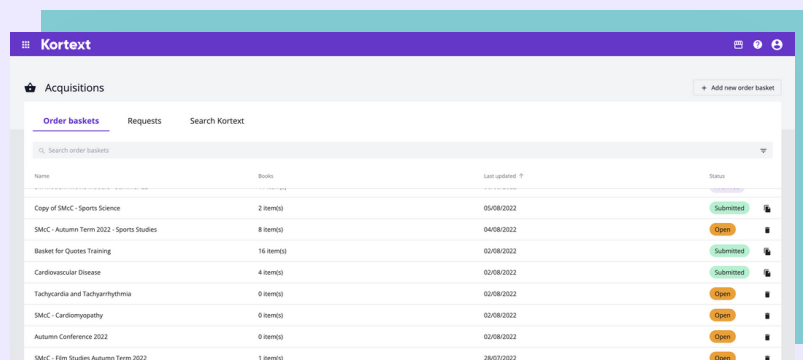 Kortext
Acquisitions
+ Add new order basket
Order baskets Requests Search Kortext
Search order baskets
Name Books Last updated ↑ Status
Copy of SMcC - Sports Science 2 item(s) 05/08/2022 Submitted
SMcC - Autumn Term 2022 - Sports Studies 8 item(s) 04/08/2022 Open
Basket for Quotes Training 16 item(s) 02/08/2022 Submitted
Cardiovascular Disease 4 item(s) 02/08/2022 Submitted
Tachycardia and Tachyarrhythmia 0 item(s) 02/08/2022 Open
SMcC - Cardiomyopathy 0 item(s) 02/08/2022 Open
Autumn Conference 2022 0 item(s) 02/08/2022 Open
SMcC - Film Studies Autumn Term 2022 1 item(s) 28/07/2022 Open